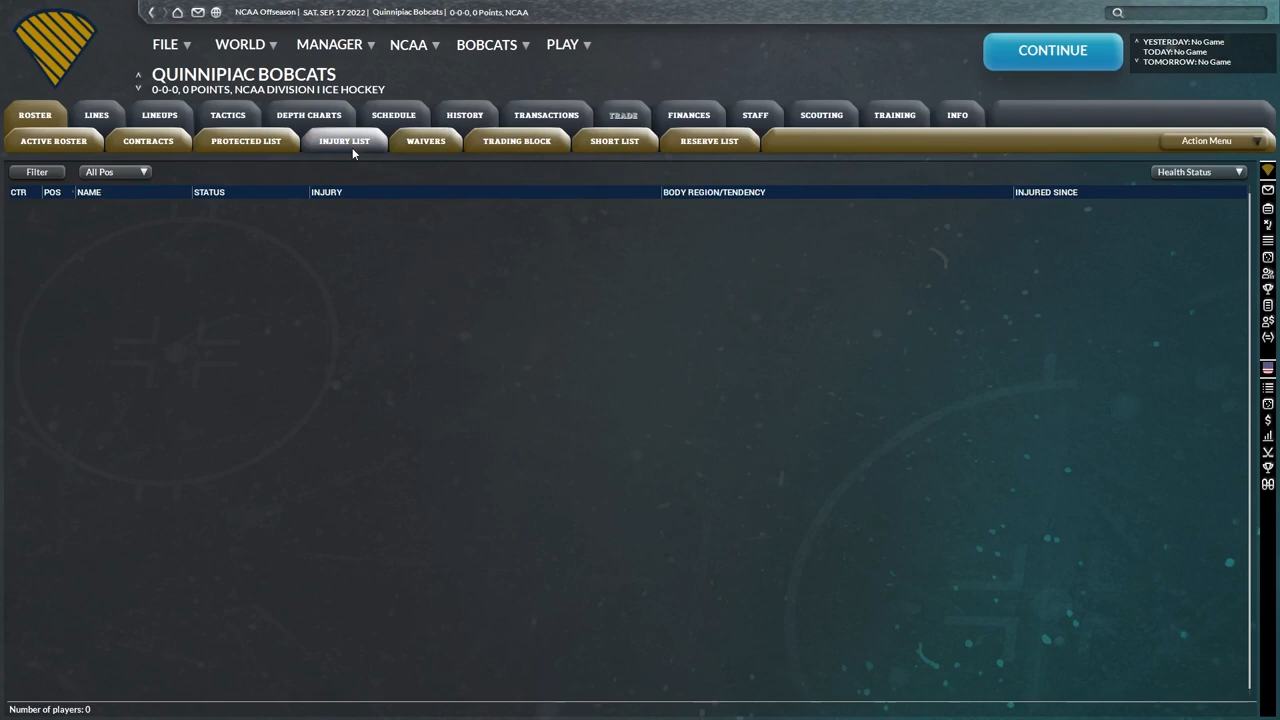 NCAA Offseason | SAT. SEP. 17 2022 | Quinnipiac Bobcats | 0-0-0, 0 Points, NCAA
FILE WORLD MANAGER NCAA BOBCATS PLAY
CONTINUE
YESTERDAY: No Game
TODAY: No Game
TOMORROW: No Game
QUINNIPIAC BOBCATS
0-0-0, 0 POINTS, NCAA DIVISION I ICE HOCKEY
ROSTER LINES LINEUPS TACTICS DEPTH CHARTS SCHEDULE HISTORY TRANSACTIONS TRADE FINANCES STAFF SCOUTING TRAINING INFO
ACTIVE ROSTER CONTRACTS PROTECTED LIST INJURY LIST WAIVERS TRADING BLOCK SHORT LIST RESERVE LIST Action Menu
Filter All Pos Health Status
CTR POS NAME STATUS INJURY BODY REGION/TENDENCY INJURED SINCE
Number of players: 0